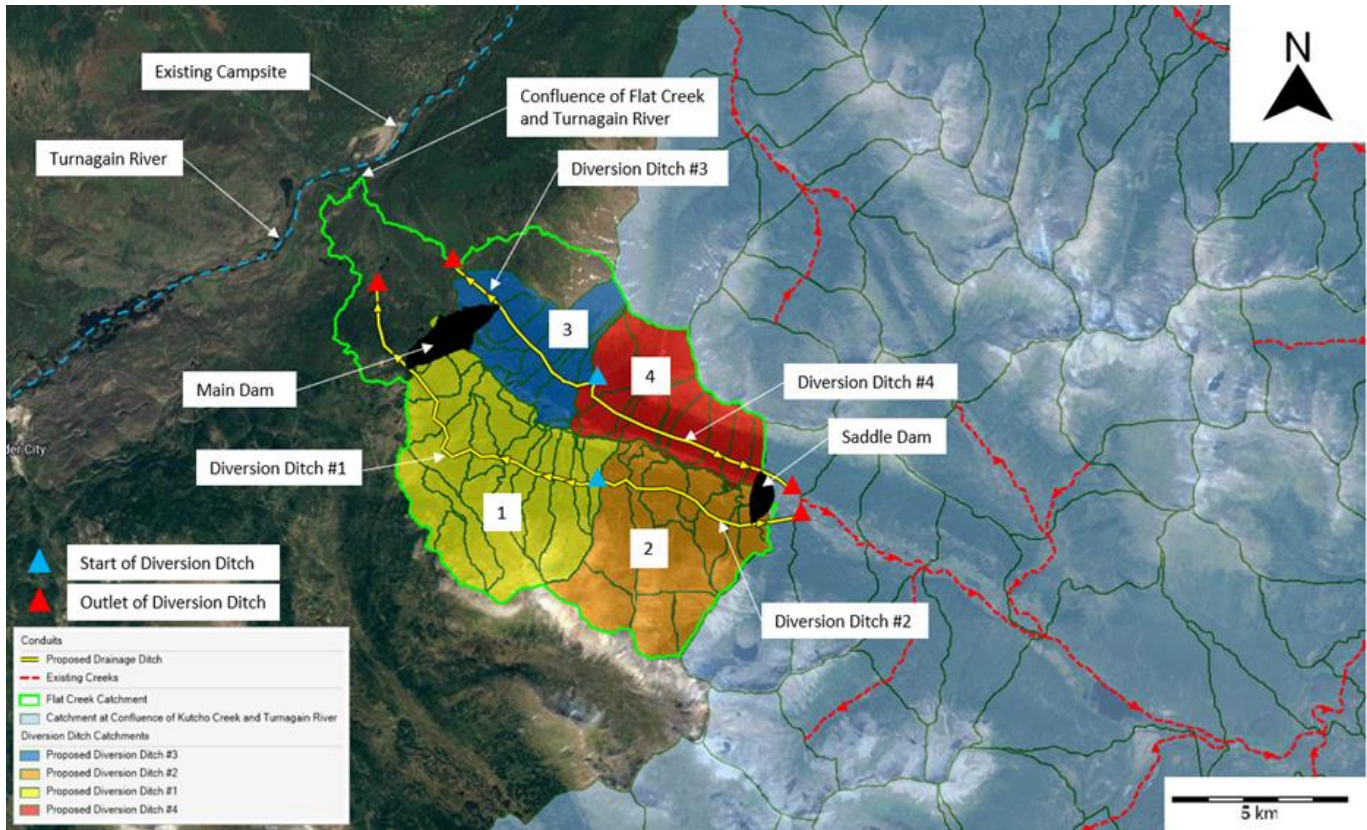 N
Existing Campsite
Confluence of Flat Creek
and Turnagain River
Turnagain River
Diversion Ditch #3
3
4
Main Dam
Diversion Ditch #4
Saddle Dam
der City
Diversion Ditch #1
1
2
Start of Diversion Ditch
Outlet of Diversion Ditch
Diversion Ditch #2
Conduits
Proposed Drainage Ditch
Existing Creeks
Flat Creek Catchment
Catchment at Confluence of Kutcho Creek and Turnagain River
Diversion Ditch Catchments
Proposed Diversion Ditch #3
Proposed Diversion Ditch #2
Proposed Diversion Ditch #1
Proposed Diversion Ditch #4
5 km